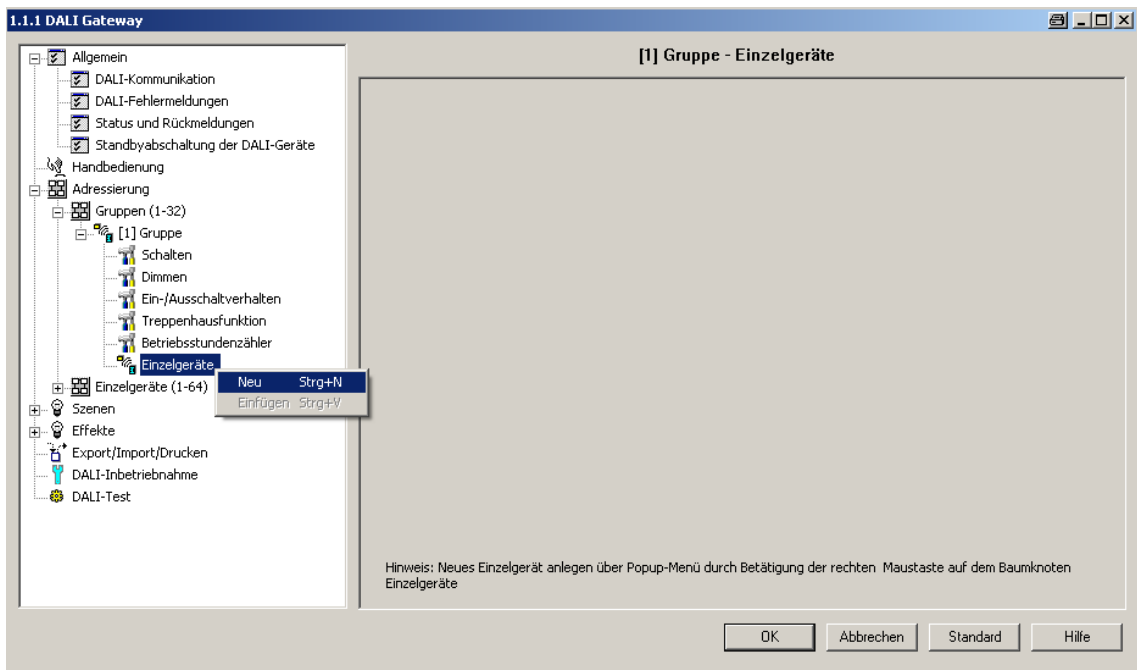 1.1.1 DALI Gateway
Allgemein
DALI-Kommunikation
DALI-Fehlermeldungen
Status und Rückmeldungen
Standbyabschaltung der DALI-Geräte
Handbedienung
Adressierung
Gruppen (1-32)
[1] Gruppe
Schalten
Dimmen
Ein-/Ausschaltverhalten
Treppenhausfunktion
Betriebsstundenzähler
Einzelgeräte
Neu Strg+N
Einfügen Strg+V
Einzelgeräte (1-64)
Szenen
Effekte
Export/Import/Drucken
DALI-Inbetriebnahme
DALI-Test
[1] Gruppe - Einzelgeräte
Hinweis: Neues Einzelgerät anlegen über Popup-Menü durch Betätigung der rechten Maustaste auf dem Baumknoten
Einzelgeräte
OK Abbrechen Standard Hilfe